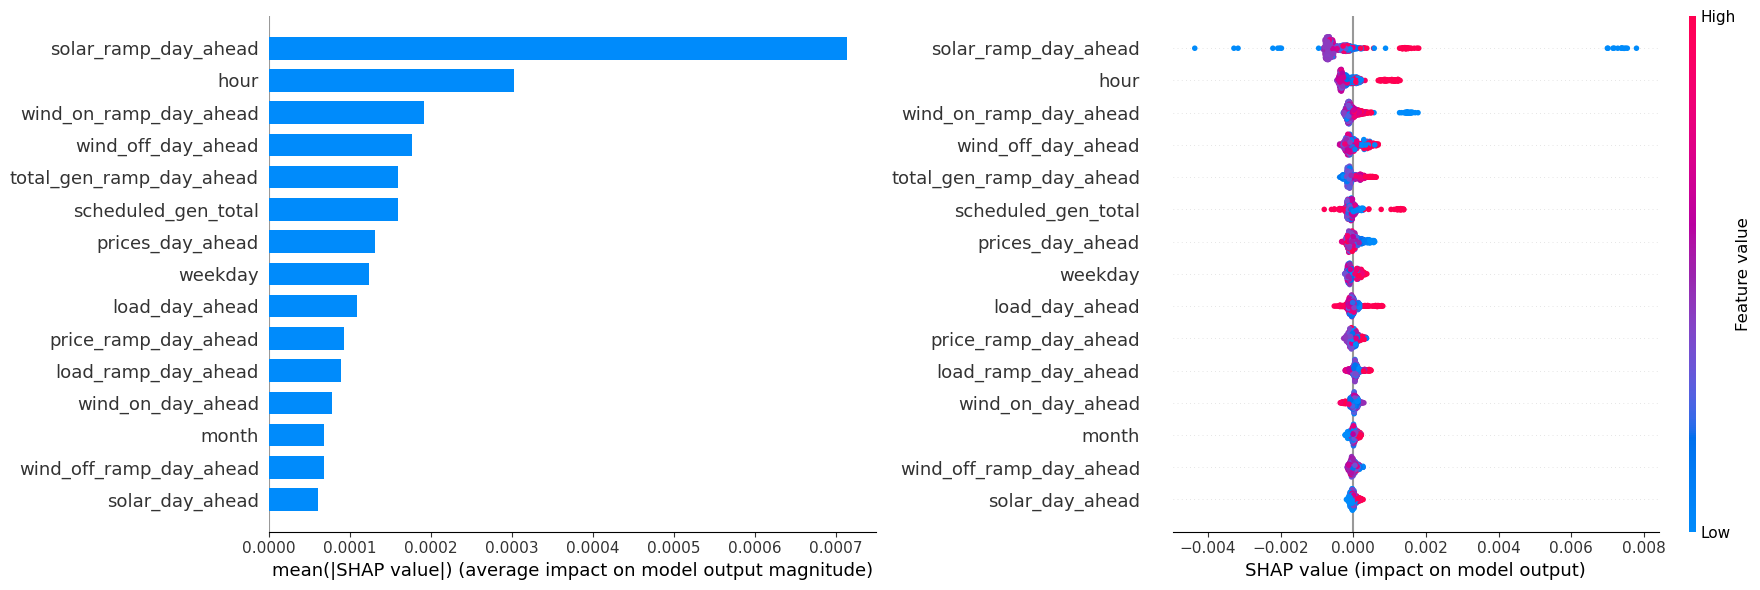 solar_ramp_day_ahead
hour
wind_on_ramp_day_ahead
wind_off_day_ahead
total_gen_ramp_day_ahead
scheduled_gen_total
prices_day_ahead
weekday
load_day_ahead
price_ramp_day_ahead
load_ramp_day_ahead
wind_on_day_ahead
month
wind_off_ramp_day_ahead
solar_day_ahead
0.0000 0.0001 0.0002 0.0003 0.0004 0.0005 0.0006 0.0007
mean(|SHAP value|) (average impact on model output magnitude)
solar_ramp_day_ahead
hour
wind_on_ramp_day_ahead
wind_off_day_ahead
total_gen_ramp_day_ahead
scheduled_gen_total
prices_day_ahead
weekday
load_day_ahead
price_ramp_day_ahead
load_ramp_day_ahead
wind_on_day_ahead
month
wind_off_ramp_day_ahead
solar_day_ahead
−0.004 −0.002 0.000 0.002 0.004 0.006 0.008
SHAP value (impact on model output)
High
Feature value
Low